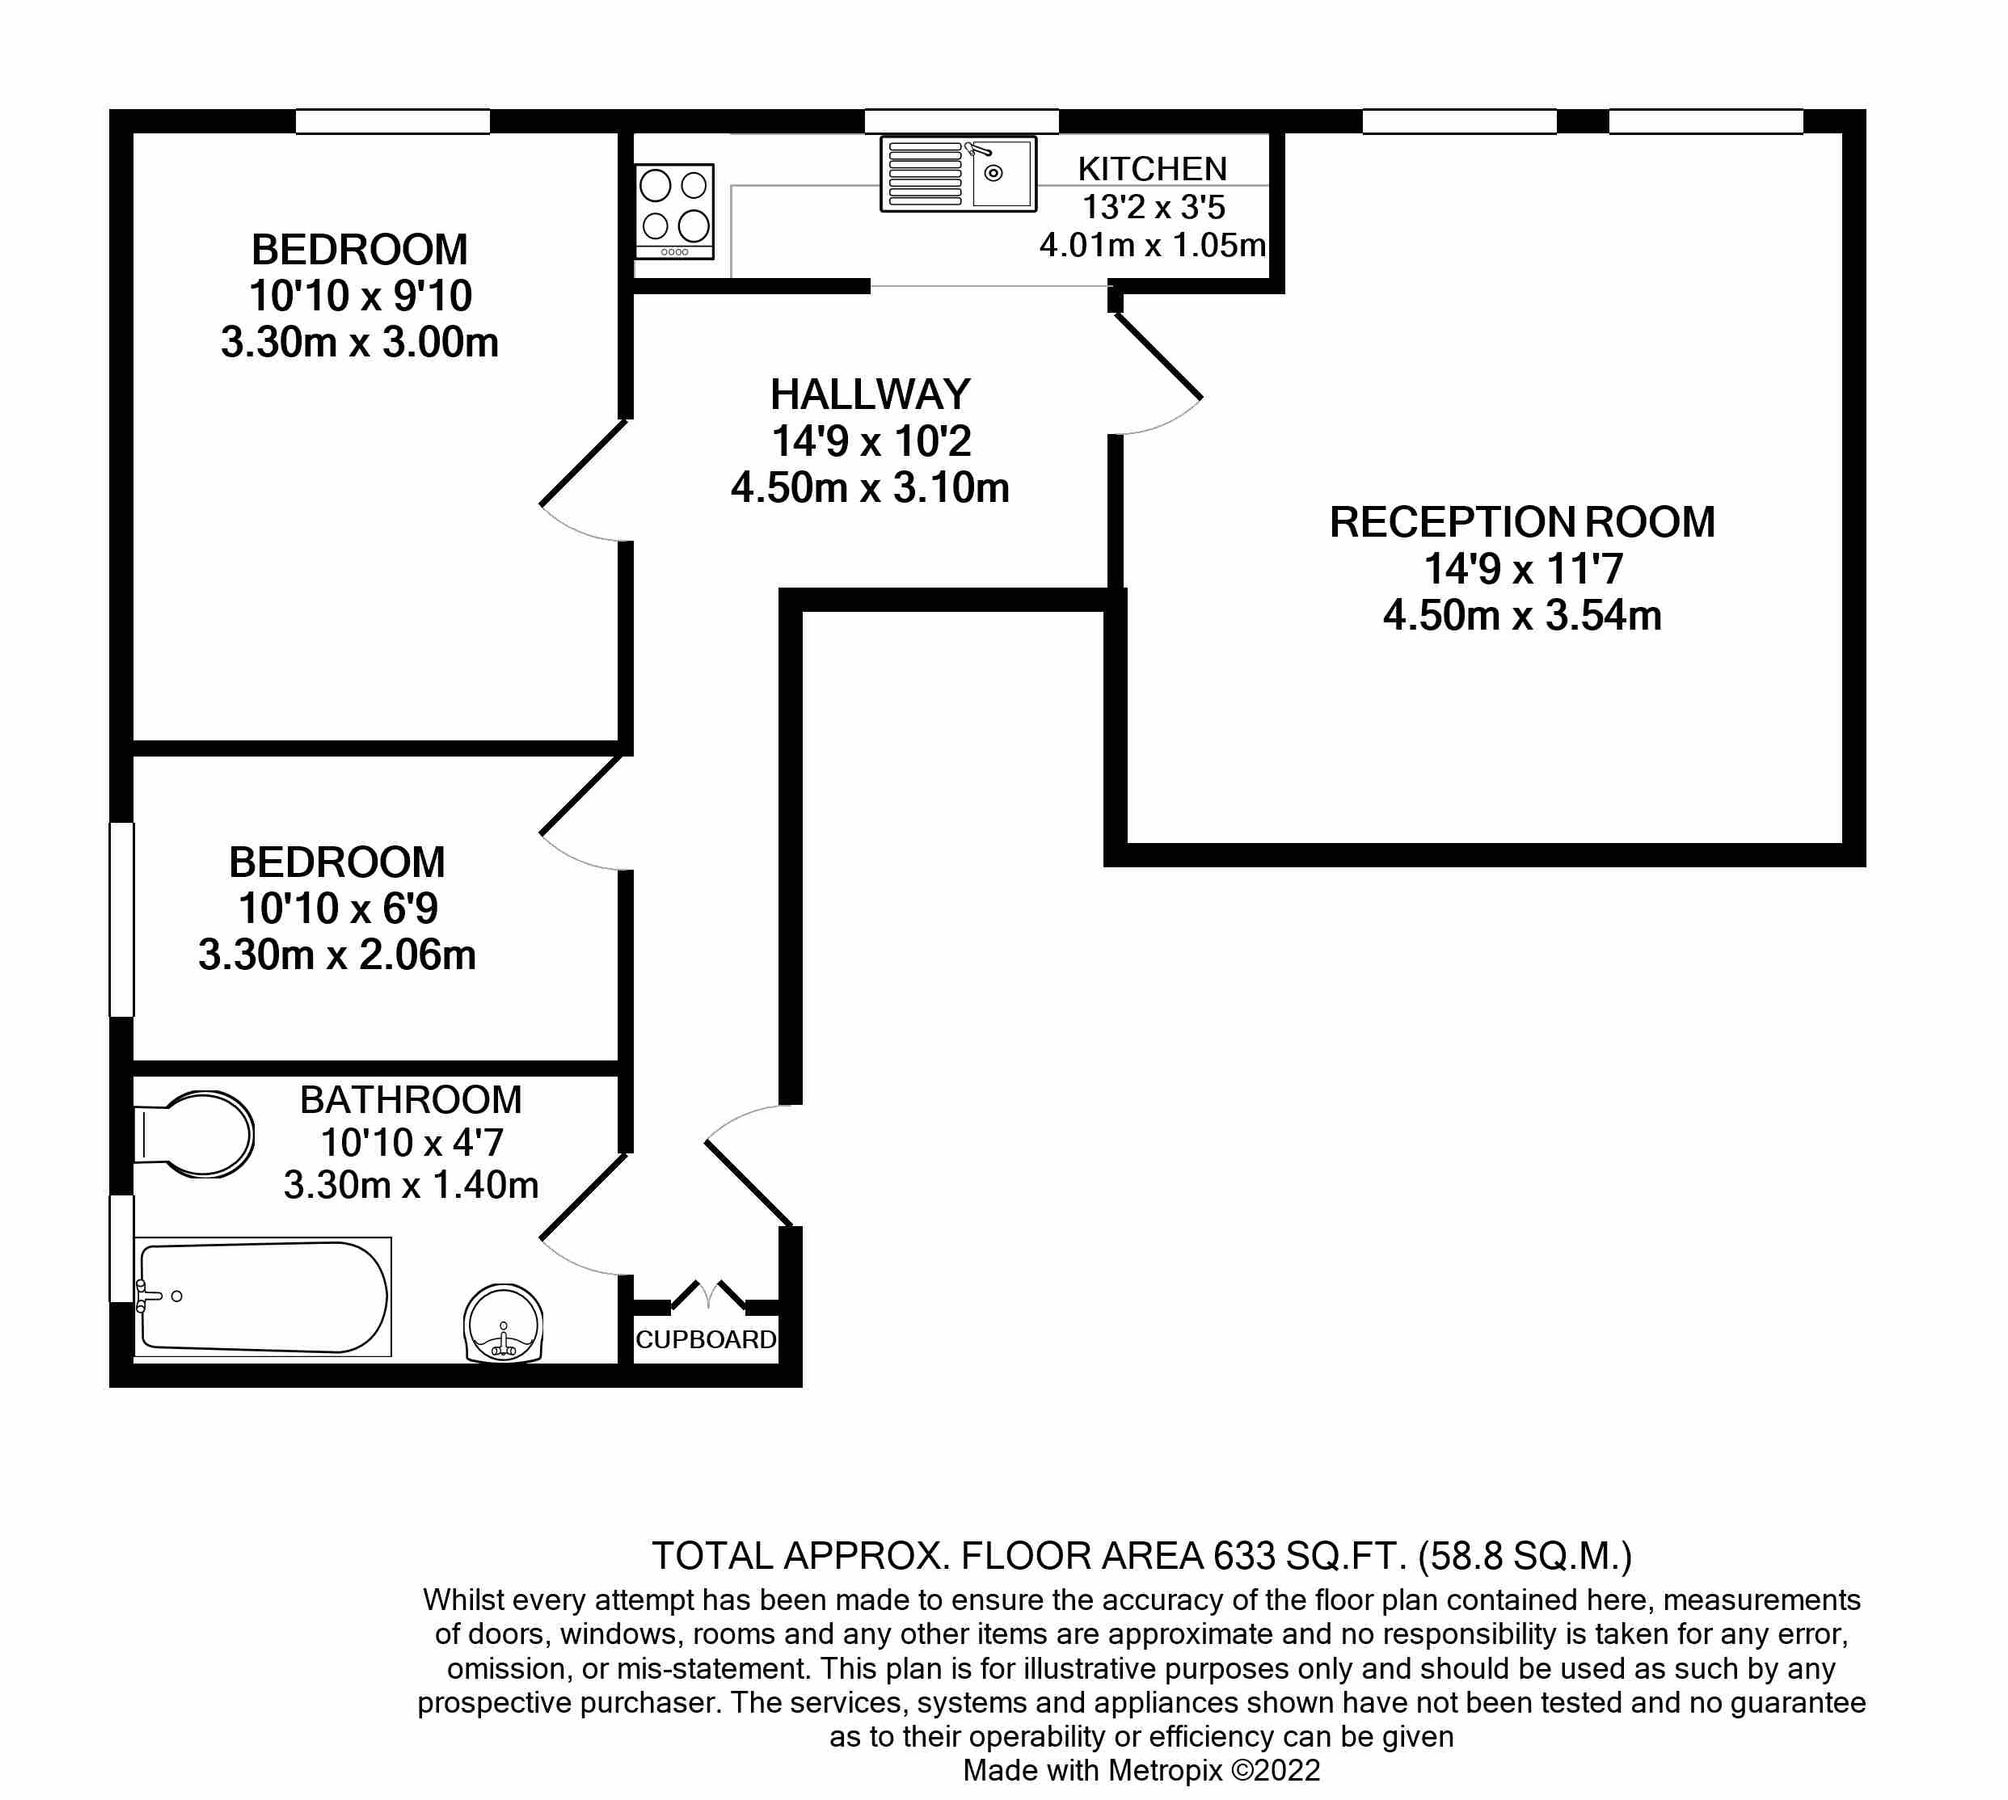 BEDROOM
10'10 x 9'10
3.30m x 3.00m
KITCHEN
13'2 x 3'5
4.01m x 1.05m
HALLWAY
14'9 x 10'2
4.50m x 3.10m
RECEPTION ROOM
14'9 x 11'7
4.50m x 3.54m
BEDROOM
10'10 x 6'9
3.30m x 2.06m
BATHROOM
10'10 x 4'7
3.30m x 1.40m
CUPBOARD
TOTAL APPROX. FLOOR AREA 633 SQ.FT. (58.8 SQ.M.)
Whilst every attempt has been made to ensure the accuracy of the floor plan contained here, measurements
of doors, windows, rooms and any other items are approximate and no responsibility is taken for any error,
omission, or mis-statement. This plan is for illustrative purposes only and should be used as such by any
prospective purchaser. The services, systems and appliances shown have not been tested and no guarantee
as to their operability or efficiency can be given
Made with Metropix ©2022